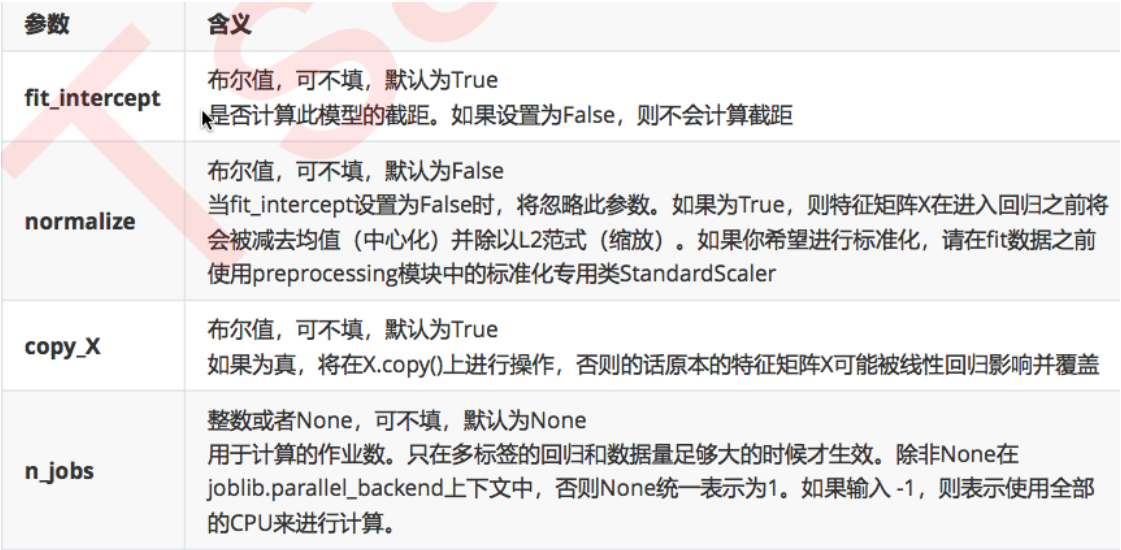 参数 含义
fit_intercept
布尔值，可不填，默认为True
是否计算此模型的截距。如果设置为False，则不会计算截距
normalize
布尔值，可不填，默认为False
当fit_intercept设置为False时，将忽略此参数。如果为True，则特征矩阵X在进入回归之前将
会被减去均值（中心化）并除以L2范式（缩放）。如果你希望进行标准化，请在fit数据之前
使用preprocessing模块中的标准化专用类StandardScaler
copy_X
布尔值，可不填，默认为True
如果为真，将在X.copy()上进行操作，否则的话原本的特征矩阵X可能被线性回归影响并覆盖
n_jobs
整数或者None，可不填，默认为None
用于计算的作业数。只在多标签的回归和数据量足够大的时候才生效。除非None在
joblib.parallel_backend上下文中，否则None统一表示为1。如果输入 -1，则表示使用全部
的CPU来进行计算。